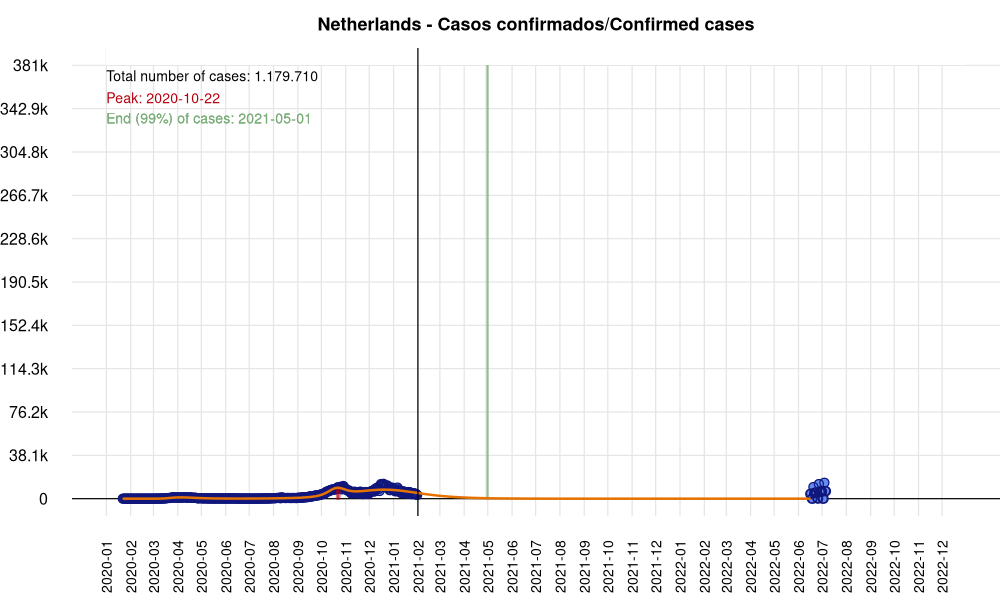 Netherlands - Casos confirmados/Confirmed cases
381k
342.9k
304.8k
266.7k
228.6k
190.5k
152.4k
114.3k
76.2k
38.1k
0
Total number of cases: 1.179.710
Peak: 2020-10-22
End (99%) of cases: 2021-05-01
2020-01
2020-02
2020-03
2020-04
2020-05
2020-06
2020-07
2020-08
2020-09
2020-10
2020-11
2020-12
2021-01
2021-02
2021-03
2021-04
2021-05
2021-06
2021-07
2021-08
2021-09
2021-10
2021-11
2021-12
2022-01
2022-02
2022-03
2022-04
2022-05
2022-06
2022-07
2022-08
2022-09
2022-10
2022-11
2022-12